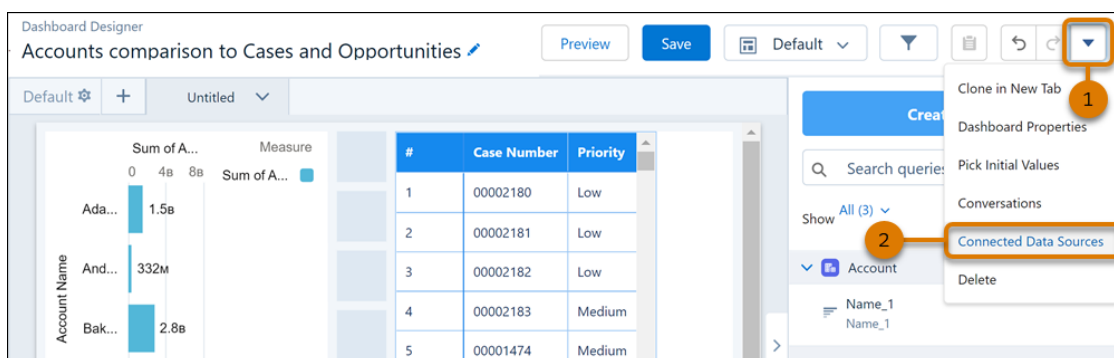 Dashboard Designer
Accounts comparison to Cases and Opportunities
Preview
Save
Default
1
Default
Untitled
Clone in New Tab
Dashboard Properties
Pick Initial Values
Conversations
2
Connected Data Sources
Delete
Creat
Search queries
Show All (3)
Account
Name_1
Name_1
Sum of A... Measure
0 4B 8B Sum of A...
Account Name
Ada... 1.5B
And... 332M
Bak... 2.8B
# Case Number Priority
1 00002180 Low
2 00002181 Low
3 00002182 Low
4 00002183 Medium
5 00001474 Medium